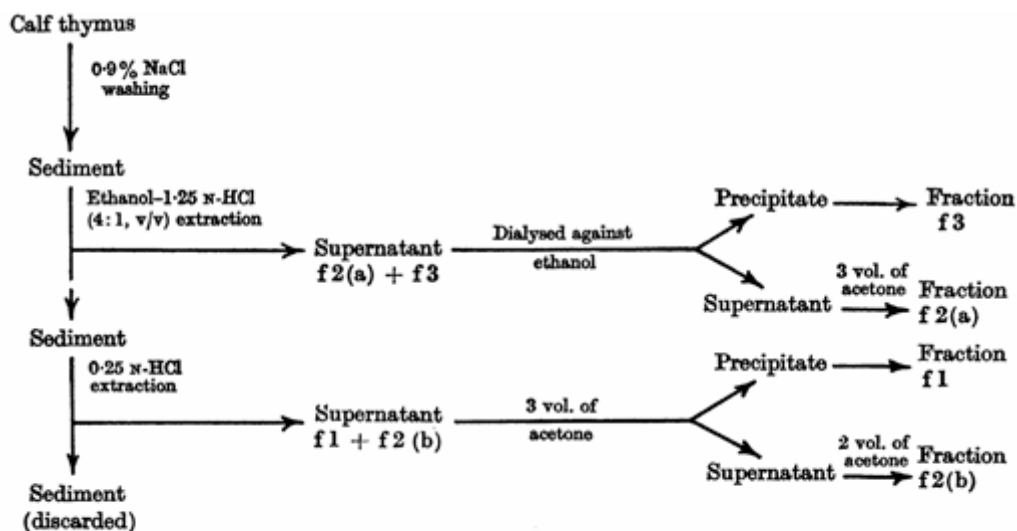 Calf thymus
0·9% NaCl
washing
Sediment
Ethanol–1·25 N-HCl
(4:1, v/v) extraction
Supernatant
f2(a) + f3
Dialysed against
ethanol
Precipitate
Fraction
f3
Supernatant
3 vol. of
acetone
Fraction
f2(a)
Sediment
0·25 N-HCl
extraction
Supernatant
f1 + f2(b)
3 vol. of
acetone
Precipitate
Fraction
f1
Supernatant
2 vol. of
acetone
Fraction
f2(b)
Sediment
(discarded)